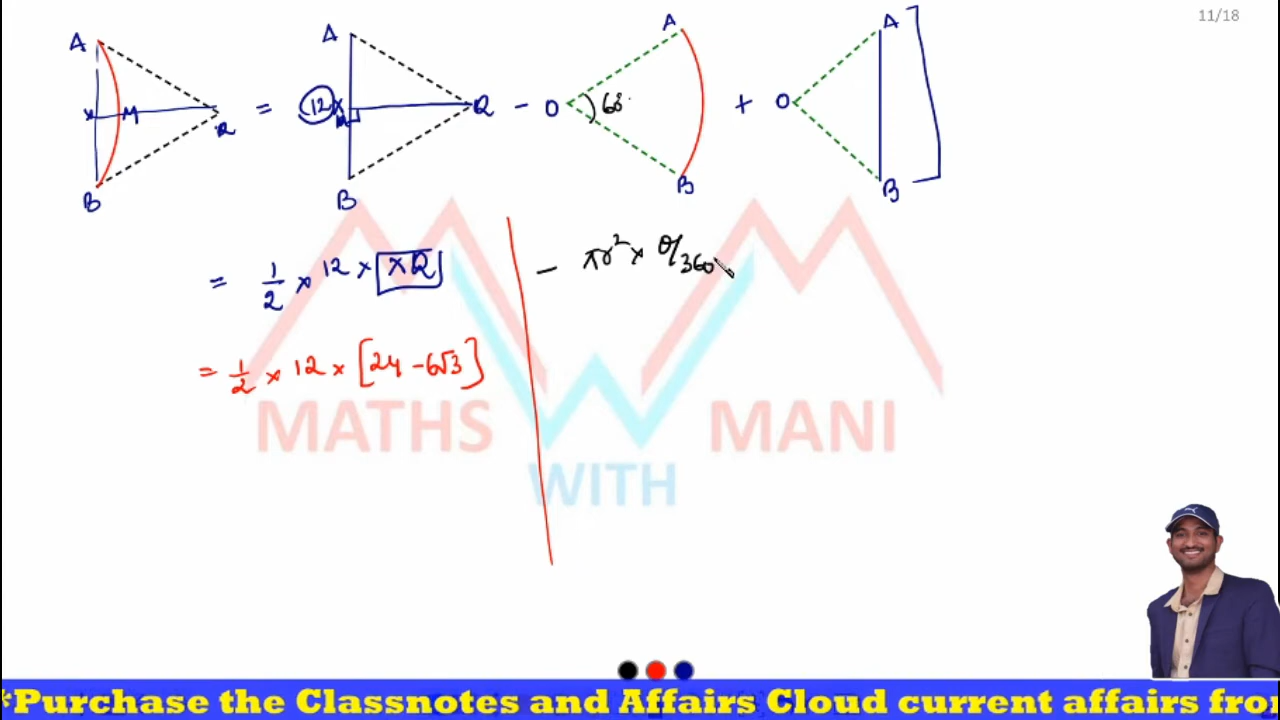 11/18
A A A A
x M R = 12 x R Q - O 60° + O
B B B B
= 1/2 × 12 × XQ - πr² × θ/360
= 1/2 × 12 × [24 - 6√3]
MATHS MANI
WITH
*Purchase the Classnotes and Affairs Cloud current affairs fro